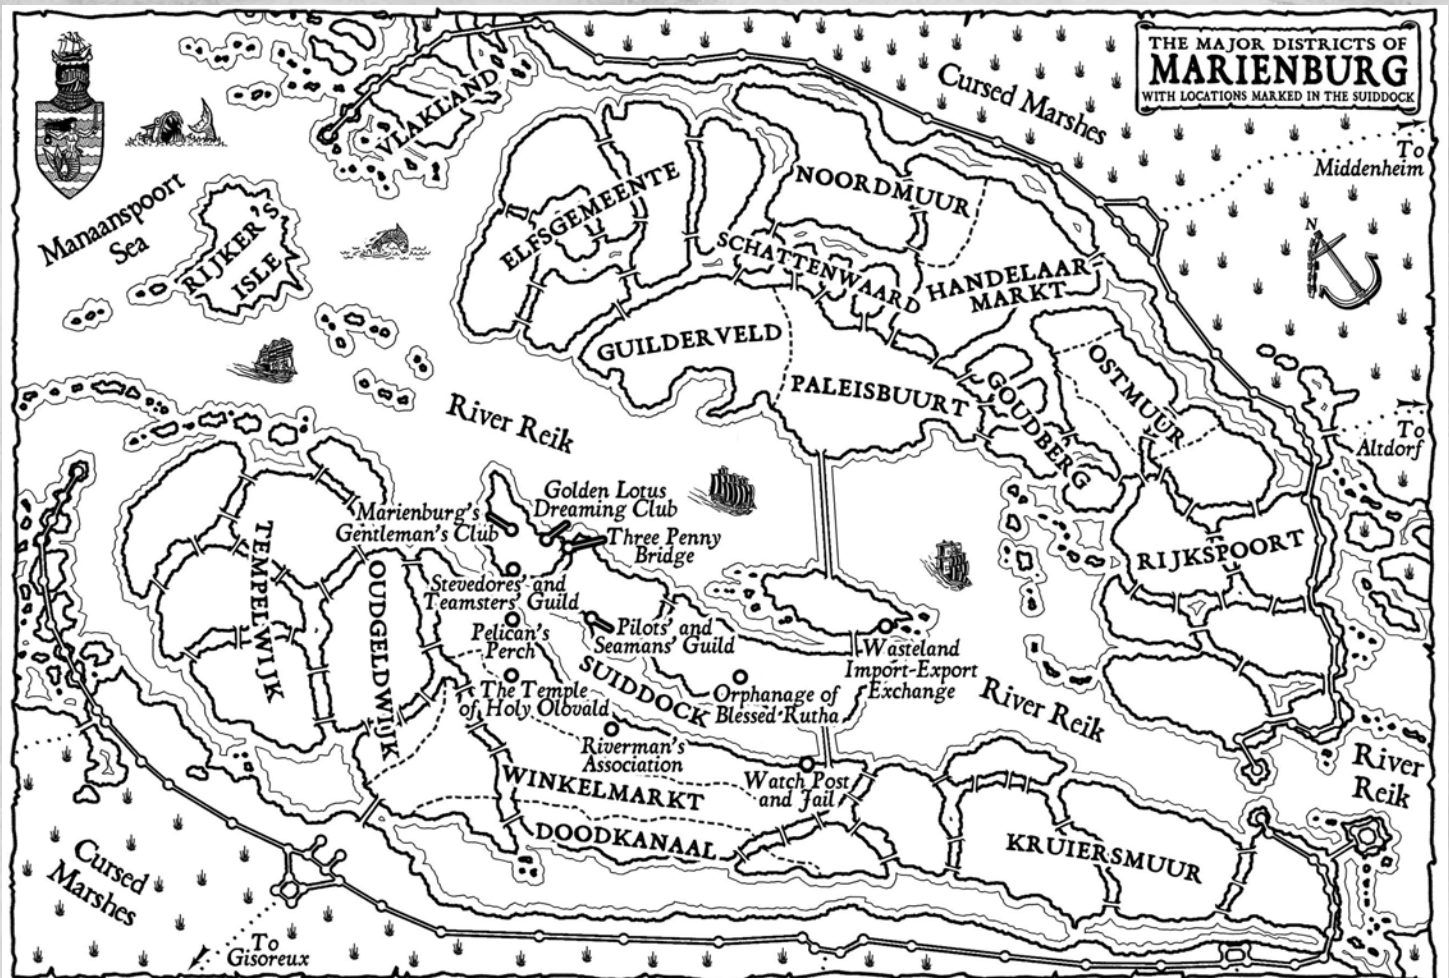 THE MAJOR DISTRICTS OF
MARIENBURG
WITH LOCATIONS MARKED IN THE SUIDDOCK
Cursed Marshes
To
Middenheim
VLAKLAND
Manaanspoort
Sea
RIJKER'S
ISLE
ELFSGEMEENTE
NOORDMUUR
SCHATTENWAARD
HANDELAAR
MARKT
N
GUILDERVELD
PALEISBUURT
GOUDBERG
OSTMUUR
To
Altdorf
River Reik
Marienburg's
Gentleman's Club
Golden Lotus
Dreaming Club
Three Penny
Bridge
RIJKSPOORT
TEMPELWIJK
OUDGELDWIJK
Stevedores' and
Teamsters' Guild
Pelican's
Perch
Pilots' and
Seamans' Guild
The Temple
of Holy Olovald
SUIDDOCK
Orphanage of
Blessed Rutha
Wasteland
Import-Export
Exchange
River Reik
Riverman's
Association
Watch Post
and Jail
WINKELMARKT
DOODKANAAL
KRUIERSMUUR
River
Reik
Cursed
Marshes
To
Gisoreux